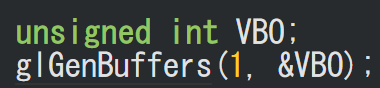 unsigned int VBO;
glGenBuffers(1, &VBO);